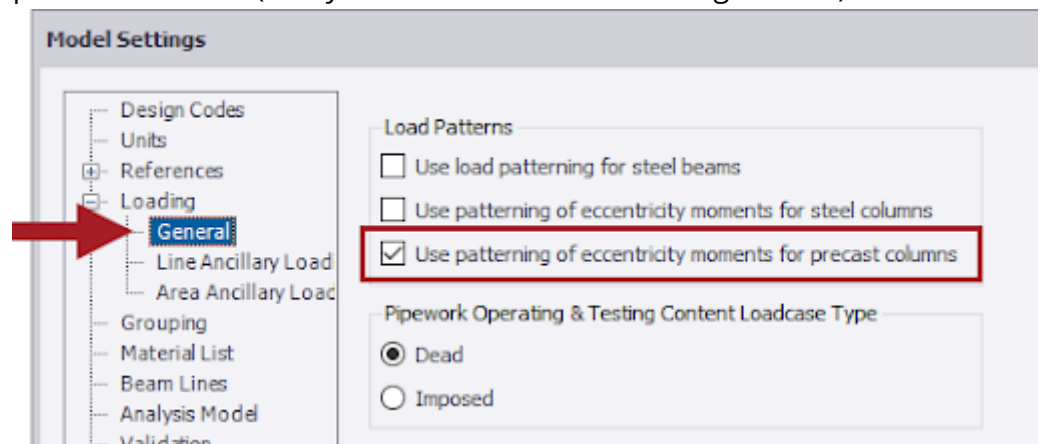 Model Settings
Design Codes
Units
References
Loading
General
Line Ancillary Load
Area Ancillary Load
Grouping
Material List
Beam Lines
Analysis Model
Validation
Load Patterns
Use load patterning for steel beams
Use patterning of eccentricity moments for steel columns
Use patterning of eccentricity moments for precast columns
Pipework Operating & Testing Content Loadcase Type
Dead
Imposed